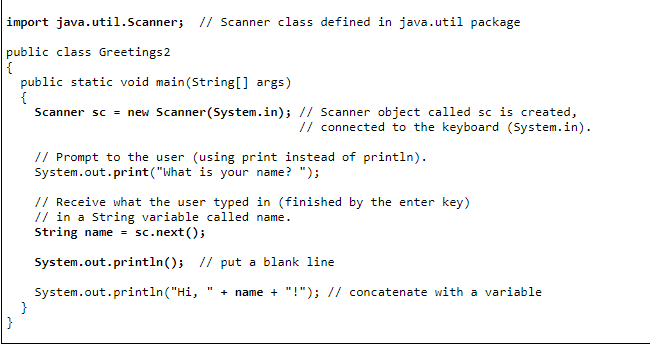 import java.util.Scanner;  // Scanner class defined in java.util package

public class Greetings2
{
  public static void main(String[] args)
  {
    Scanner sc = new Scanner(System.in); // Scanner object called sc is created,
                                         // connected to the keyboard (System.in).

    // Prompt to the user (using print instead of println).
    System.out.print("What is your name? ");

    // Receive what the user typed in (finished by the enter key)
    // in a String variable called name.
    String name = sc.next();

    System.out.println();  // put a blank line

    System.out.println("Hi, " + name + "!"); // concatenate with a variable
  }
}